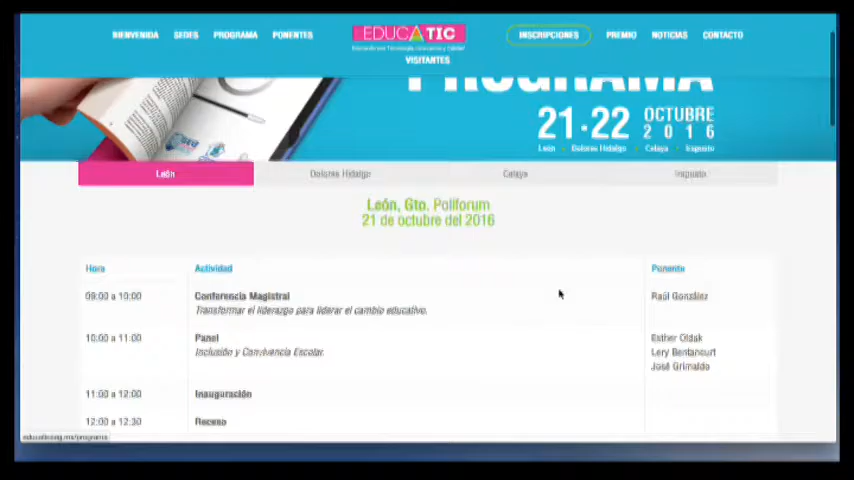 BIENVENIDA SEDES PROGRAMA PONENTES
EDUCATIC
INSCRIPCIONES PREMIO NOTICIAS CONTACTO
VISITANTES
PROGRAMA
21·22 OCTUBRE 2016
León Dolores Hidalgo Celaya Irapuato
León Dolores Hidalgo Celaya Irapuato
León, Gto. Poliforum
21 de octubre del 2016
Hora Actividad Ponente
09:00 a 10:00 Conferencia Magistral Raúl González
Transformar el liderazgo para liderar el cambio educativo.
10:00 a 11:00 Panel Esther Oldak
Inclusión y Convivencia Escolar. Lery Bentancurt
José Grimaldo
11:00 a 12:00 Inauguración
12:00 a 12:30 Receso